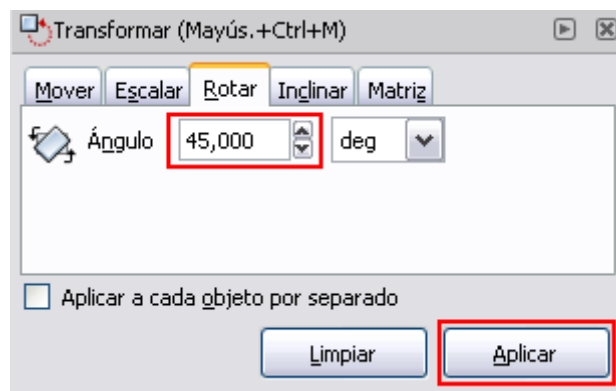 Transformar (Mayús.+Ctrl+M)
Mover Escalar Rotar Inclinar Matriz
Ángulo 45,000 deg
Aplicar a cada objeto por separado
Limpiar Aplicar